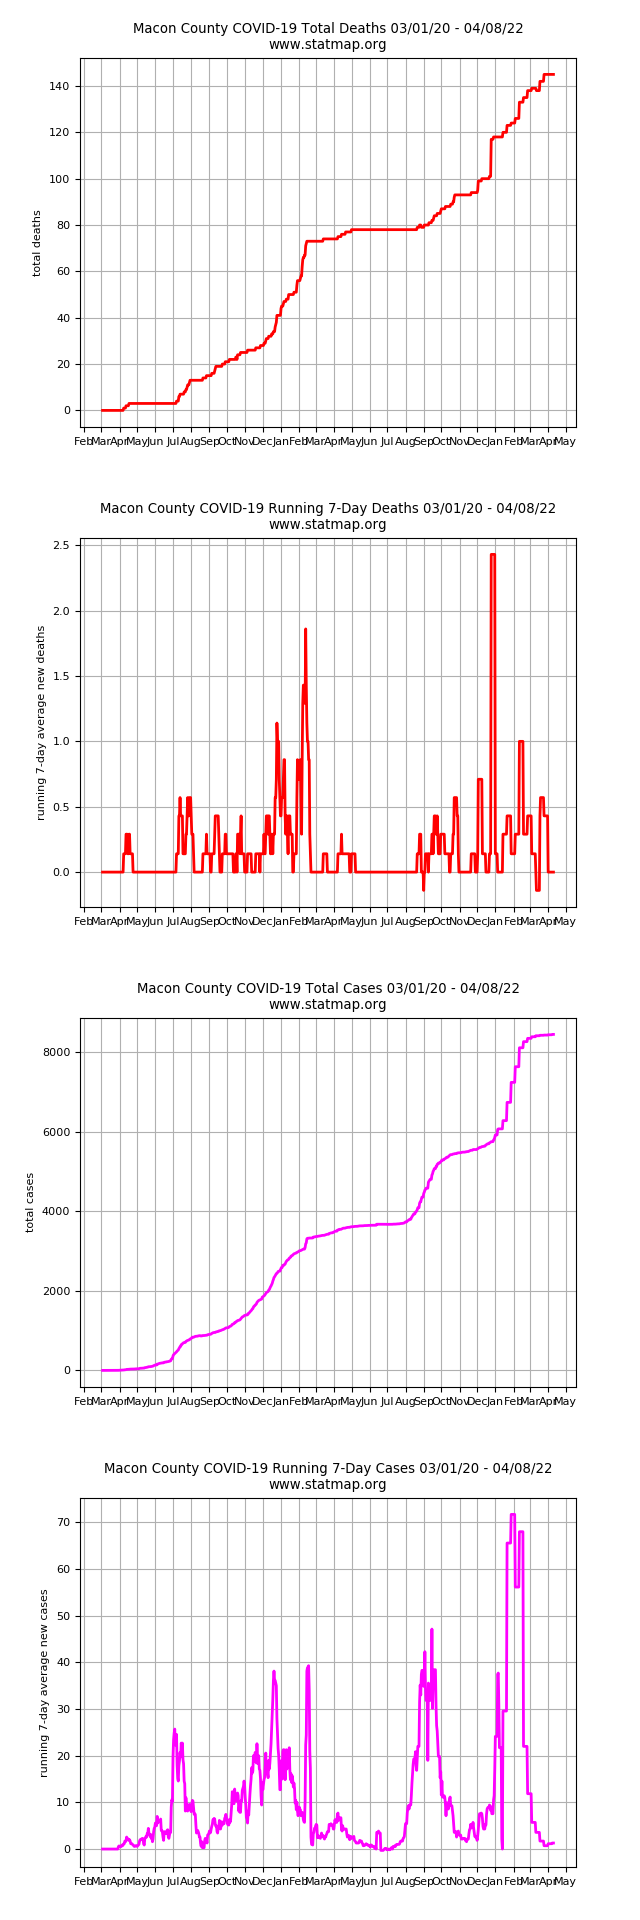 Macon County COVID-19 Total Deaths 03/01/20 - 04/08/22
www.statmap.org
140
120
100
80
60
40
20
0
total deaths
Feb Mar Apr May Jun Jul Aug Sep Oct Nov Dec Jan Feb Mar Apr May Jun Jul Aug Sep Oct Nov Dec Jan Feb Mar Apr May
Macon County COVID-19 Running 7-Day Deaths 03/01/20 - 04/08/22
www.statmap.org
2.5
2.0
1.5
1.0
0.5
0.0
running 7-day average new deaths
Feb Mar Apr May Jun Jul Aug Sep Oct Nov Dec Jan Feb Mar Apr May Jun Jul Aug Sep Oct Nov Dec Jan Feb Mar Apr May
Macon County COVID-19 Total Cases 03/01/20 - 04/08/22
www.statmap.org
8000
6000
4000
2000
0
total cases
Feb Mar Apr May Jun Jul Aug Sep Oct Nov Dec Jan Feb Mar Apr May Jun Jul Aug Sep Oct Nov Dec Jan Feb Mar Apr May
Macon County COVID-19 Running 7-Day Cases 03/01/20 - 04/08/22
www.statmap.org
70
60
50
40
30
20
10
0
running 7-day average new cases
Feb Mar Apr May Jun Jul Aug Sep Oct Nov Dec Jan Feb Mar Apr May Jun Jul Aug Sep Oct Nov Dec Jan Feb Mar Apr May